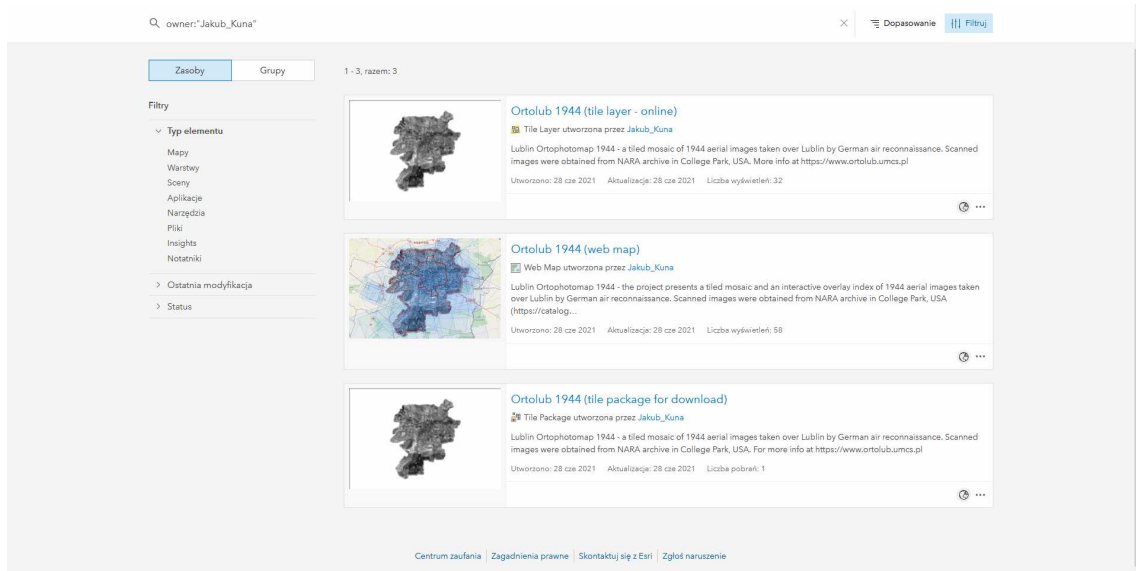 owner:"Jakub_Kuna"
Dopasowanie
Filtruj
Zasoby
Grupy
1 - 3, razem: 3
Filtry
Typ elementu
Mapy
Warstwy
Sceny
Aplikacje
Narzędzia
Pliki
Insights
Notatniki
Ostatnia modyfikacja
Status
Ortolub 1944 (tile layer - online)
Tile Layer utworzona przez Jakub_Kuna
Lublin Ortophotomap 1944 - a tiled mosaic of 1944 aerial images taken over Lublin by German air reconnaissance. Scanned
images were obtained from NARA archive in College Park, USA. More info at https://www.ortolub.umcs.pl
Utworzono: 28 cze 2021 Aktualizacja: 28 cze 2021 Liczba wyświetleń: 32
Ortolub 1944 (web map)
Web Map utworzona przez Jakub_Kuna
Lublin Ortophotomap 1944 - the project presents a tiled mosaic and an interactive overlay index of 1944 aerial images taken
over Lublin by German air reconnaissance. Scanned images were obtained from NARA archive in College Park, USA
(https://catalog...
Utworzono: 28 cze 2021 Aktualizacja: 28 cze 2021 Liczba wyświetleń: 58
Ortolub 1944 (tile package for download)
Tile Package utworzona przez Jakub_Kuna
Lublin Ortophotomap 1944 - a tiled mosaic of 1944 aerial images taken over Lublin by German air reconnaissance. Scanned
images were obtained from NARA archive in College Park, USA. For more info at https://www.ortolub.umcs.pl
Utworzono: 28 cze 2021 Aktualizacja: 28 cze 2021 Liczba pobrań: 1
Centrum zaufania Zagadnienia prawne Skontaktuj się z Esri Zgłoś naruszenie